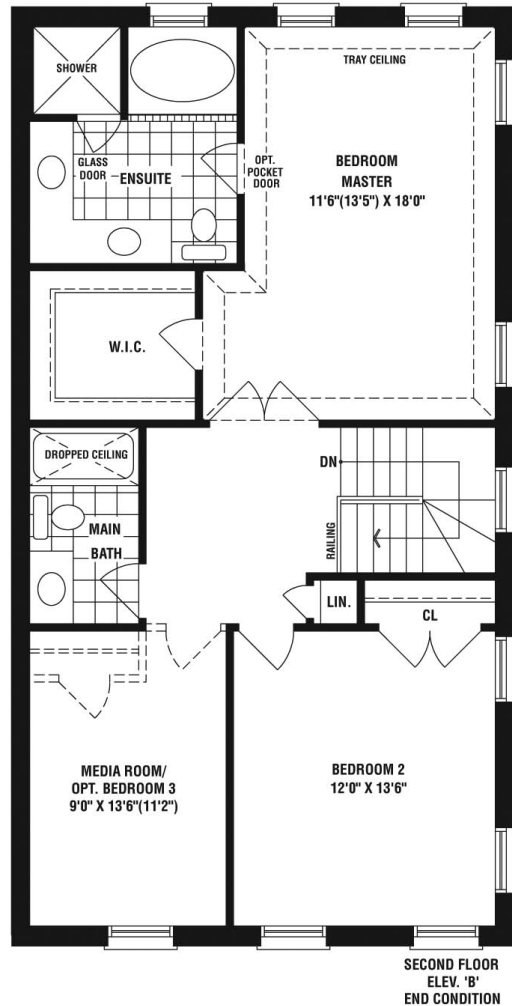 SHOWER
TRAY CEILING
GLASS
DOOR
ENSUITE
OPT.
POCKET
DOOR
BEDROOM
MASTER
11'6"(13'5") X 18'0"
W.I.C.
DROPPED CEILING
DN
MAIN
BATH
RAILING
LIN.
CL
MEDIA ROOM/
OPT. BEDROOM 3
9'0" X 13'6"(11'2")
BEDROOM 2
12'0" X 13'6"
SECOND FLOOR
ELEV. 'B'
END CONDITION